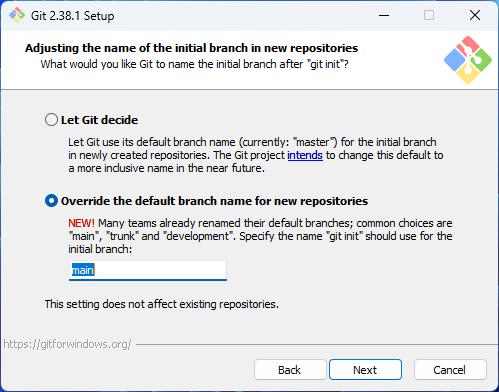 Git 2.38.1 Setup
Adjusting the name of the initial branch in new repositories
What would you like Git to name the initial branch after "git init"?
Let Git decide
Let Git use its default branch name (currently: "master") for the initial branch
in newly created repositories. The Git project intends to change this default to
a more inclusive name in the near future.
Override the default branch name for new repositories
NEW! Many teams already renamed their default branches; common choices are
"main", "trunk" and "development". Specify the name "git init" should use for the
initial branch:
main
This setting does not affect existing repositories.
https://gitforwindows.org/
Back
Next
Cancel